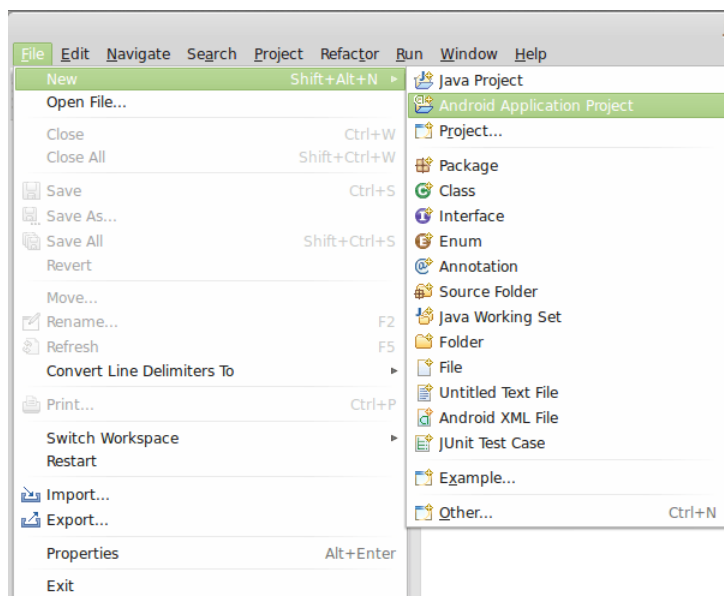 File Edit Navigate Search Project Refactor Run Window Help
New Shift+Alt+N
Open File...
Close Ctrl+W
Close All Shift+Ctrl+W
Save Ctrl+S
Save As...
Save All Shift+Ctrl+S
Revert
Move...
Rename... F2
Refresh F5
Convert Line Delimiters To
Print... Ctrl+P
Switch Workspace
Restart
Import...
Export...
Properties Alt+Enter
Exit
Java Project
Android Application Project
Project...
Package
Class
Interface
Enum
Annotation
Source Folder
Java Working Set
Folder
File
Untitled Text File
Android XML File
JUnit Test Case
Example...
Other... Ctrl+N